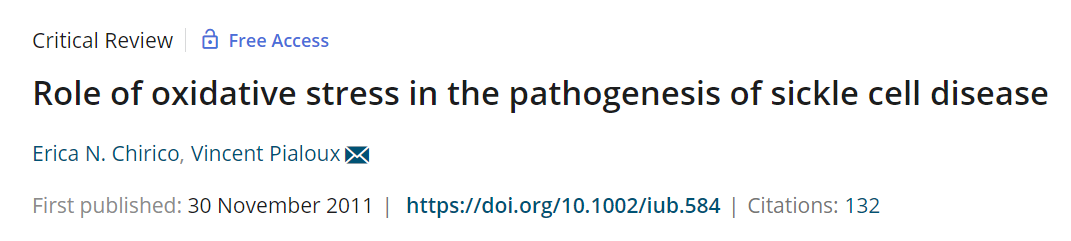 Critical Review | Free Access
Role of oxidative stress in the pathogenesis of sickle cell disease
Erica N. Chirico, Vincent Pialoux
First published: 30 November 2011 | https://doi.org/10.1002/iub.584 | Citations: 132